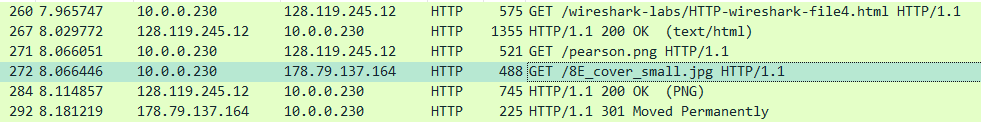 260 7.965747 10.0.0.230 128.119.245.12 HTTP 575 GET /wireshark-labs/HTTP-wireshark-file4.html HTTP/1.1
267 8.029772 128.119.245.12 10.0.0.230 HTTP 1355 HTTP/1.1 200 OK (text/html)
271 8.066051 10.0.0.230 128.119.245.12 HTTP 521 GET /pearson.png HTTP/1.1
272 8.066446 10.0.0.230 178.79.137.164 HTTP 488 GET /8E_cover_small.jpg HTTP/1.1
284 8.114857 128.119.245.12 10.0.0.230 HTTP 745 HTTP/1.1 200 OK (PNG)
292 8.181219 178.79.137.164 10.0.0.230 HTTP 225 HTTP/1.1 301 Moved Permanently